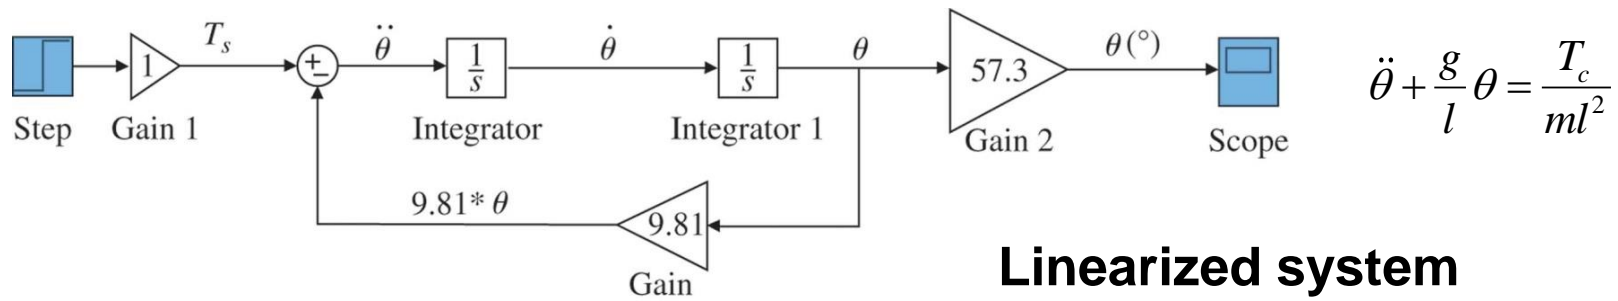 T_s
θ̈
θ̇
θ
θ (°)
1
+
−
1/s
1/s
57.3
Step
Gain 1
Integrator
Integrator 1
Gain 2
Scope
θ̈ + g/l θ = T_c/ml²
9.81* θ
9.81
Gain
Linearized system